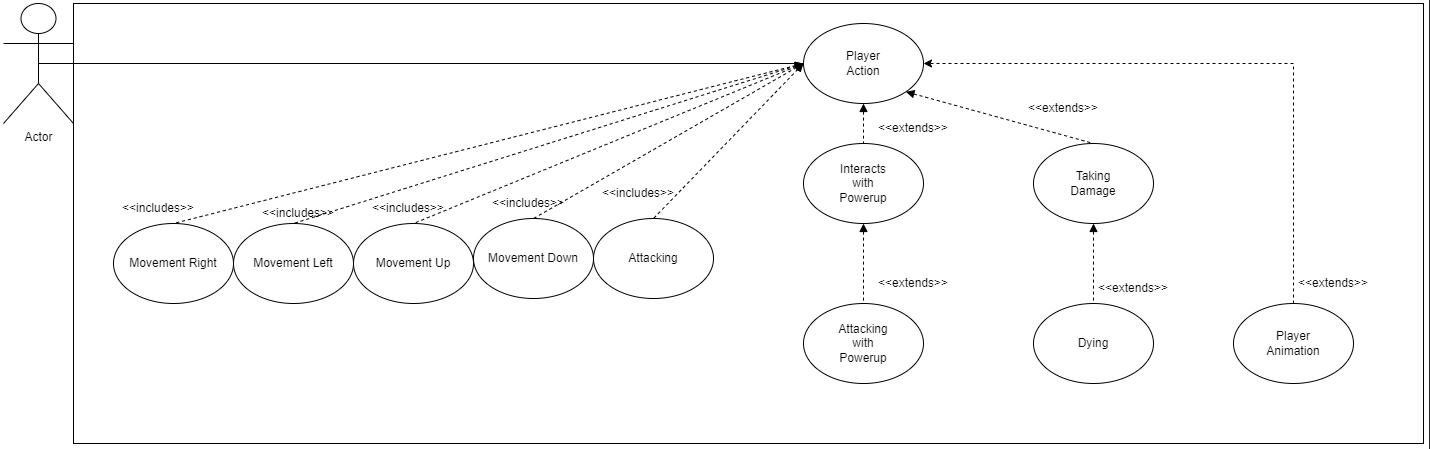 Actor
Player
Action
<<extends>>
<<extends>>
Interacts
with
Powerup
Taking
Damage
<<includes>>
<<includes>>
<<includes>>
<<includes>>
<<includes>>
Movement Right
Movement Left
Movement Up
Movement Down
Attacking
<<extends>>
<<extends>>
<<extends>>
Attacking
with
Powerup
Dying
Player
Animation